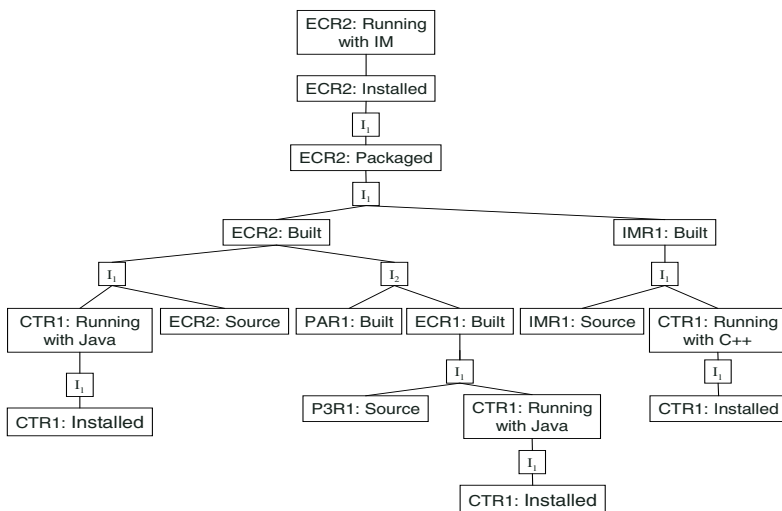 ECR2: Running
with IM
ECR2: Installed
I1
ECR2: Packaged
I1
ECR2: Built
IMR1: Built
I1
I2
I1
CTR1: Running
with Java
ECR2: Source
PAR1: Built
ECR1: Built
IMR1: Source
CTR1: Running
with C++
I1
I1
I1
CTR1: Installed
P3R1: Source
CTR1: Running
with Java
CTR1: Installed
I1
CTR1: Installed